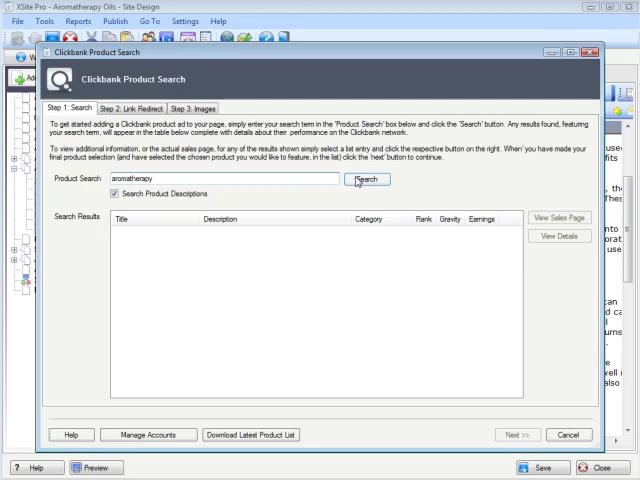 XSite Pro - Aromatherapy Oils - Site Design
File Tools Reports Publish Go To Settings Help
Clickbank Product Search
Clickbank Product Search
Step 1: Search Step 2: Link Redirect Step 3: Images
To get started adding a Clickbank product ad to your page, simply enter your search term in the 'Product Search' box below and click the 'Search' button. Any results found, featuring
your search term, will appear in the table below complete with details about their performance on the Clickbank network.
To view additional information, or the actual sales page, for any of the results shown simply select a list entry and click the respective button on the right. When' you have made your
final product selection (and have selected the chosen product you would like to feature, in the list) click the 'next' button to continue.
Product Search aromatherapy Search
Search Product Descriptions
Search Results Title Description Category Rank Gravity Earnings
View Sales Page
View Details
Help Manage Accounts Download Latest Product List Next >> Cancel
? Help Preview Save Close